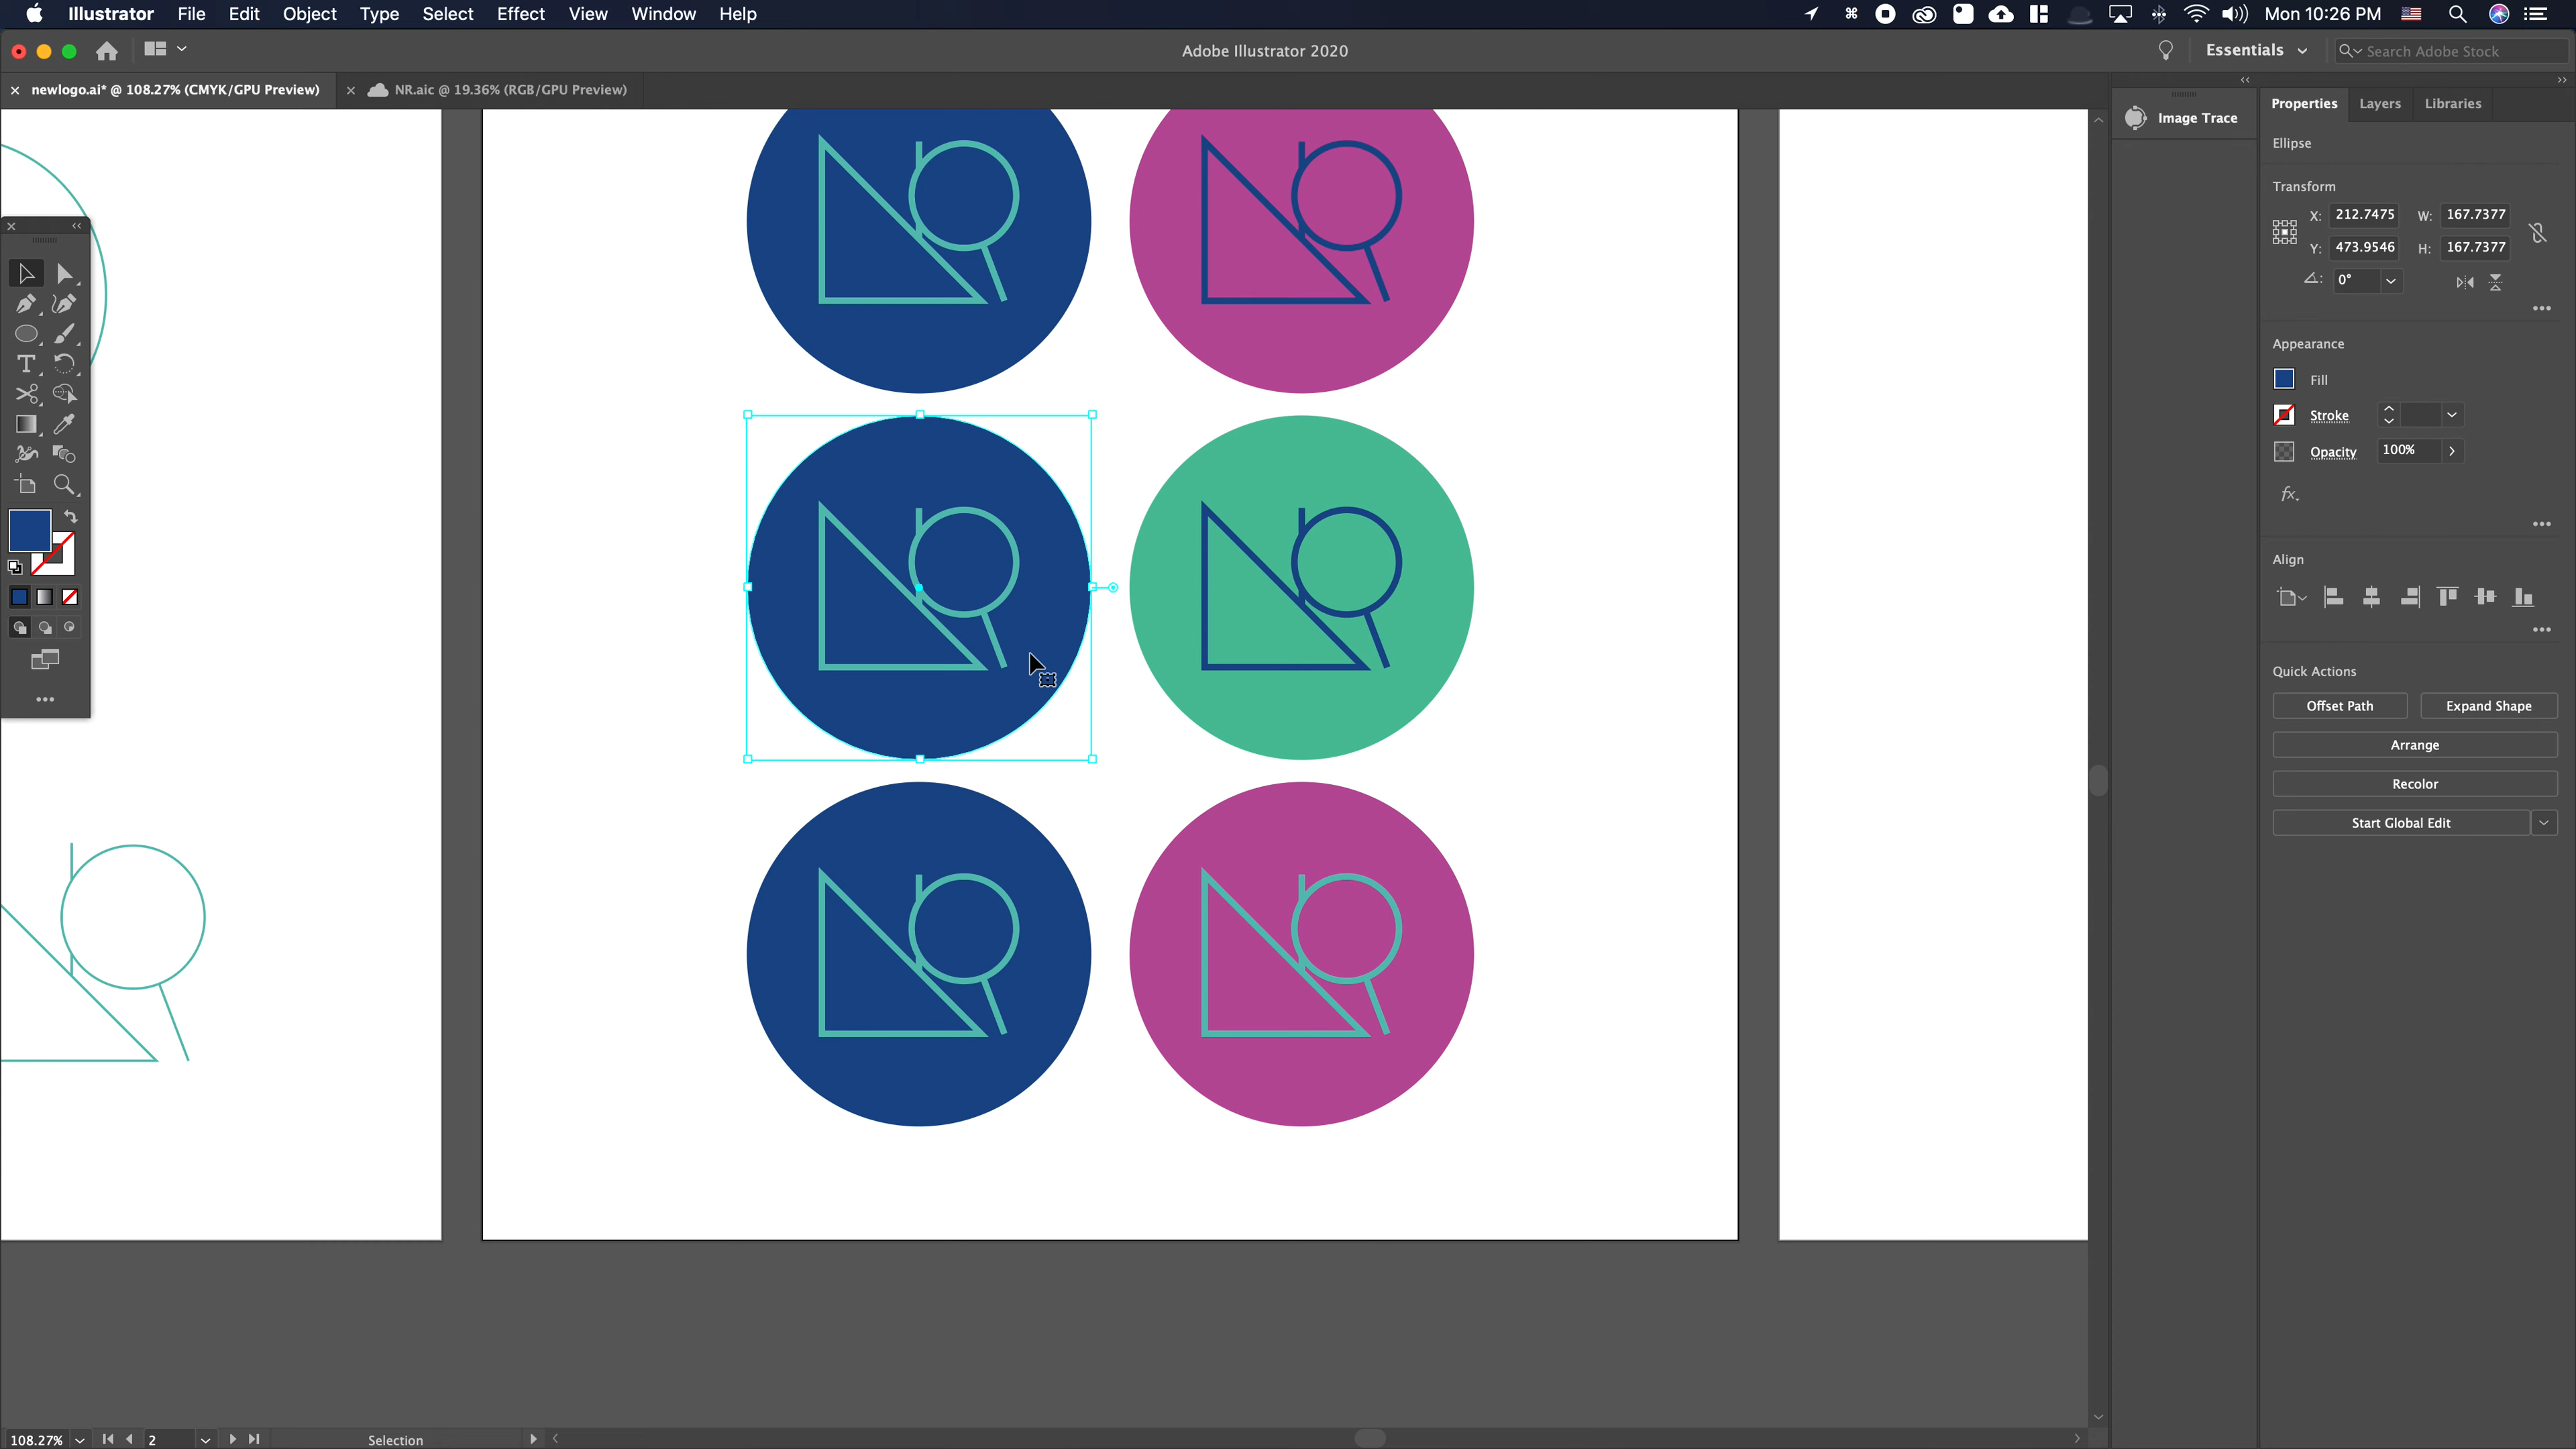 Illustrator File Edit Object Type Select Effect View Window Help Mon 10:26 PM
Adobe Illustrator 2020 Essentials Search Adobe Stock
newlogo.ai* @ 108.27% (CMYK/GPU Preview) NR.aic @ 19.36% (RGB/GPU Preview)
Image Trace
Properties Layers Libraries
Ellipse
Transform
X: 212.7475 W: 167.7377
Y: 473.9546 H: 167.7377
0°
Appearance
Fill
Stroke
Opacity 100%
fx.
Align
Quick Actions
Offset Path Expand Shape
Arrange
Recolor
Start Global Edit
108.27% 2 Selection